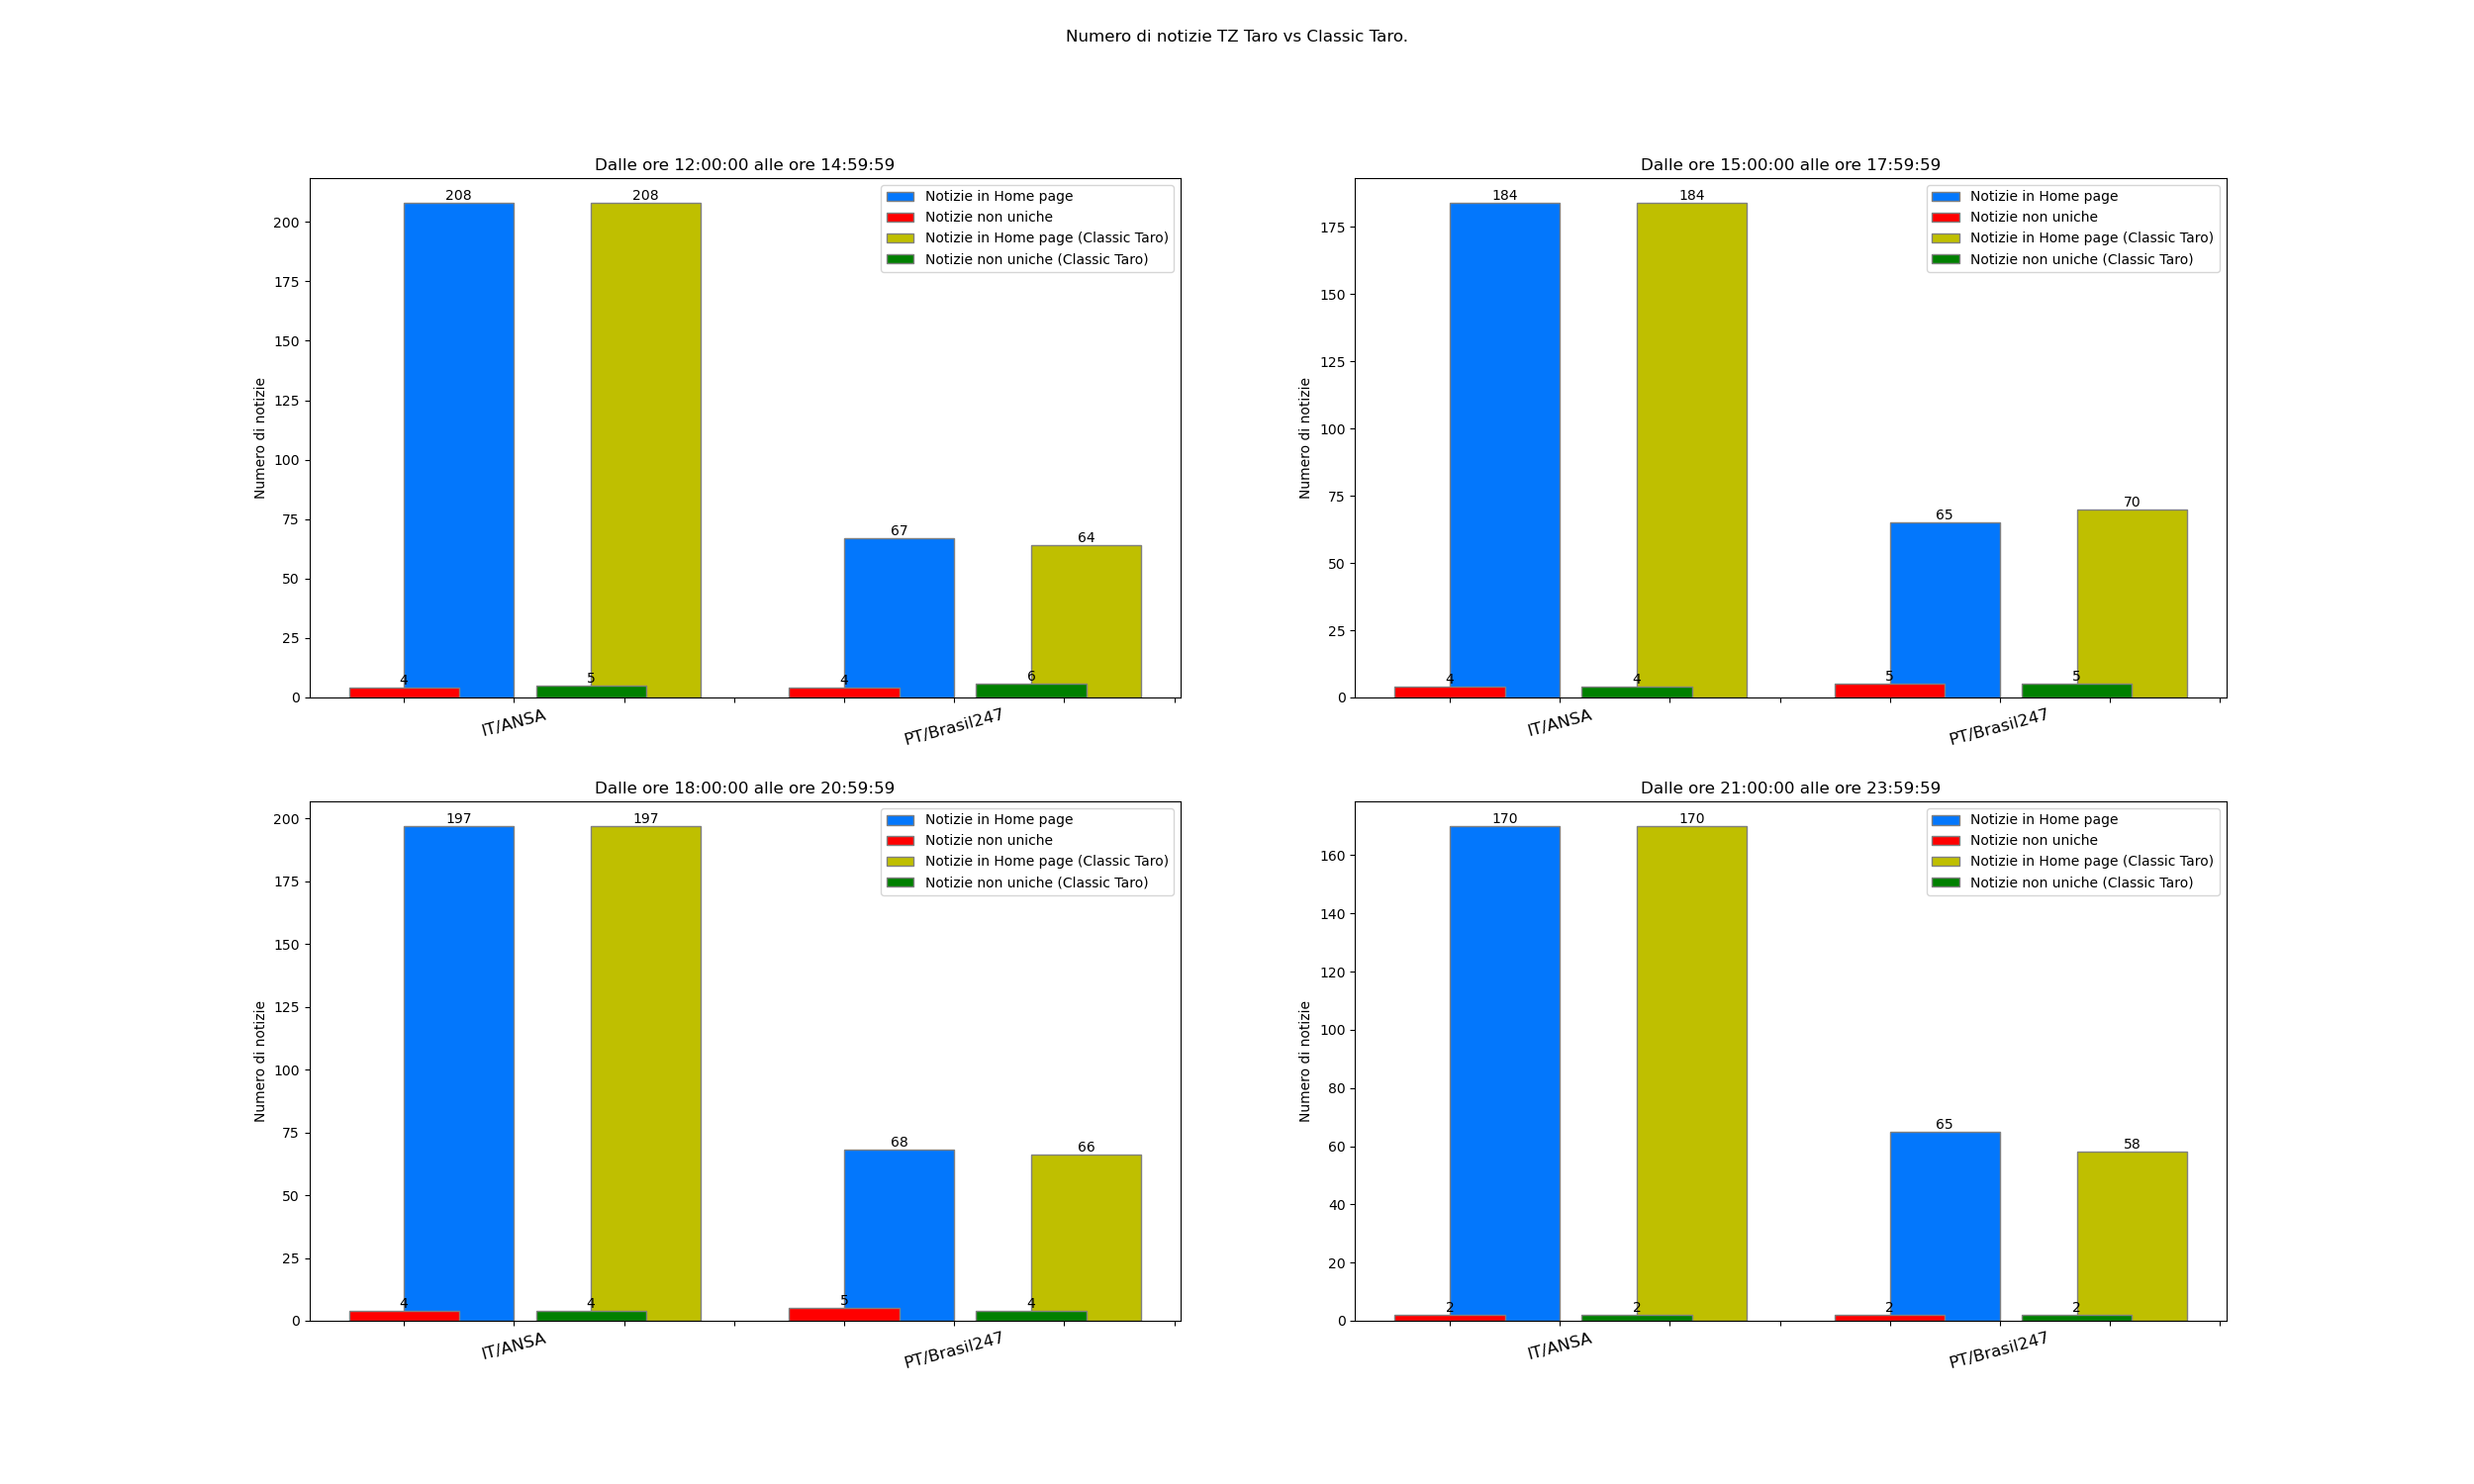 Numero di notizie TZ Taro vs Classic Taro.
Dalle ore 12:00:00 alle ore 14:59:59
Numero di notizie
200
175
150
125
100
75
50
25
0
208
208
67
64
4
5
4
6
Notizie in Home page
Notizie non uniche
Notizie in Home page (Classic Taro)
Notizie non uniche (Classic Taro)
IT/ANSA
PT/Brasil247
Dalle ore 15:00:00 alle ore 17:59:59
Numero di notizie
175
150
125
100
75
50
25
0
184
184
65
70
4
4
5
5
Notizie in Home page
Notizie non uniche
Notizie in Home page (Classic Taro)
Notizie non uniche (Classic Taro)
IT/ANSA
PT/Brasil247
Dalle ore 18:00:00 alle ore 20:59:59
Numero di notizie
200
175
150
125
100
75
50
25
0
197
197
68
66
4
4
5
4
Notizie in Home page
Notizie non uniche
Notizie in Home page (Classic Taro)
Notizie non uniche (Classic Taro)
IT/ANSA
PT/Brasil247
Dalle ore 21:00:00 alle ore 23:59:59
Numero di notizie
160
140
120
100
80
60
40
20
0
170
170
65
58
2
2
2
2
Notizie in Home page
Notizie non uniche
Notizie in Home page (Classic Taro)
Notizie non uniche (Classic Taro)
IT/ANSA
PT/Brasil247